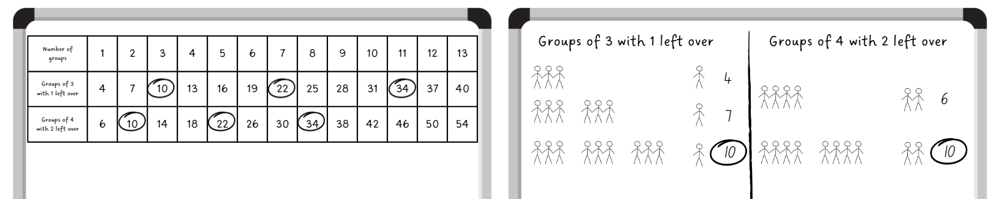 Number of
groups
1 2 3 4 5 6 7 8 9 10 11 12 13
Groups of 3
with 1 left over
4 7 10 13 16 19 22 25 28 31 34 37 40
Groups of 4
with 2 left over
6 10 14 18 22 26 30 34 38 42 46 50 54
Groups of 3 with 1 left over
4
7
10
Groups of 4 with 2 left over
6
10